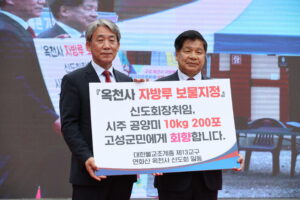 『옥천사 자방루 보물지정』
신도회장취임,
시주 공양미 10kg 200포
고성군민에게 회향합니다.
대한불교조계종 제13교구
연화산 옥천사 신도회 일동